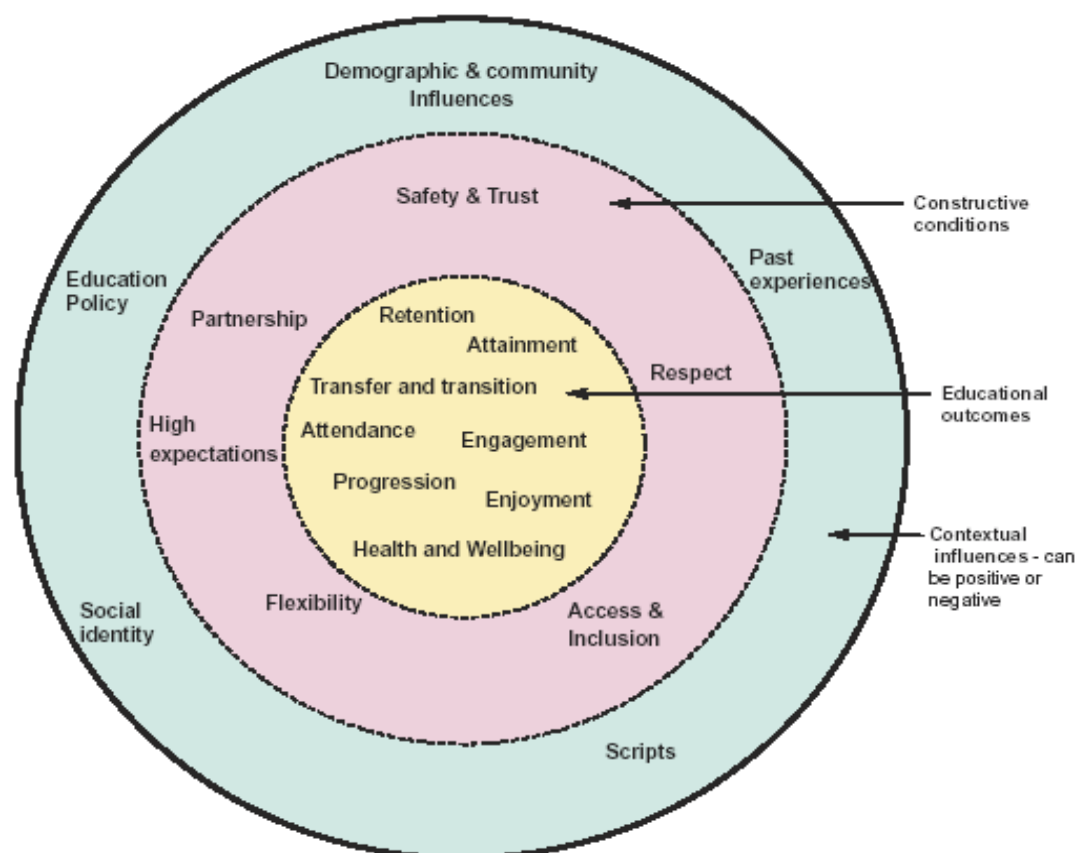 Demographic & community
Influences
Safety & Trust
Constructive
conditions
Past
experiences
Education
Policy
Partnership
Retention
Attainment
Respect
Transfer and transition
Educational
outcomes
High
expectations
Attendance
Engagement
Progression
Enjoyment
Health and Wellbeing
Contextual
influences - can
be positive or
negative
Flexibility
Access &
Inclusion
Social
identity
Scripts